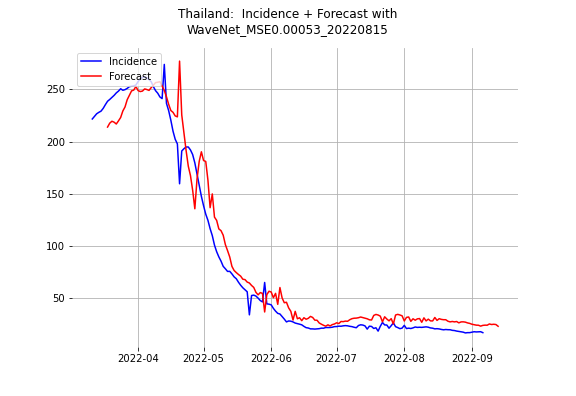 Thailand:  Incidence + Forecast with
WaveNet_MSE0.00053_20220815
Incidence
Forecast
250
200
150
100
50
2022-04 2022-05 2022-06 2022-07 2022-08 2022-09